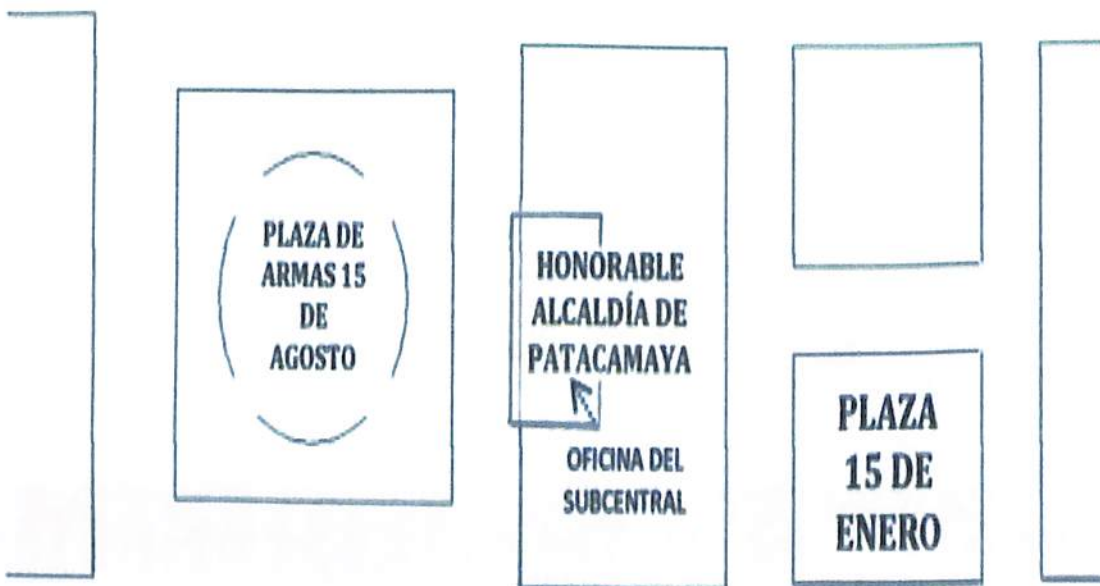 PLAZA DE
ARMAS 15
DE
AGOSTO
HONORABLE
ALCALDÍA DE
PATACAMAYA
OFICINA DEL
SUBCENTRAL
PLAZA
15 DE
ENERO